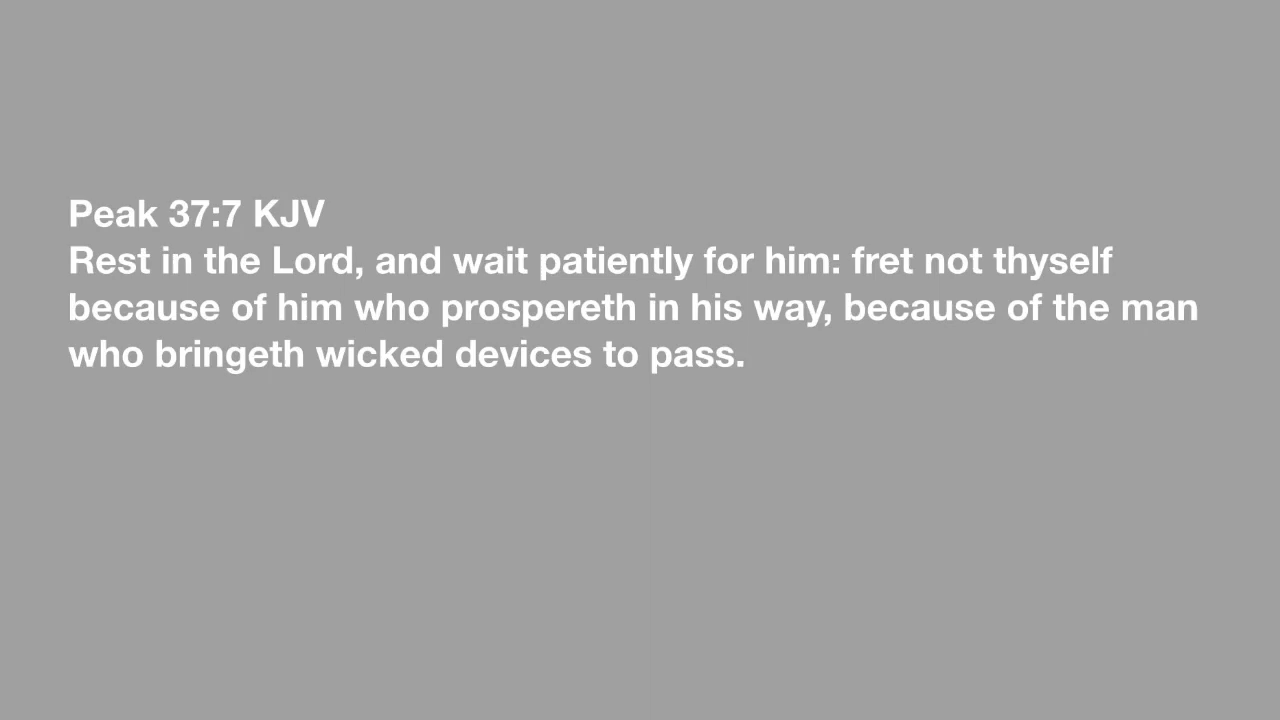 Peak 37:7 KJV
Rest in the Lord, and wait patiently for him: fret not thyself
because of him who prospereth in his way, because of the man
who bringeth wicked devices to pass.